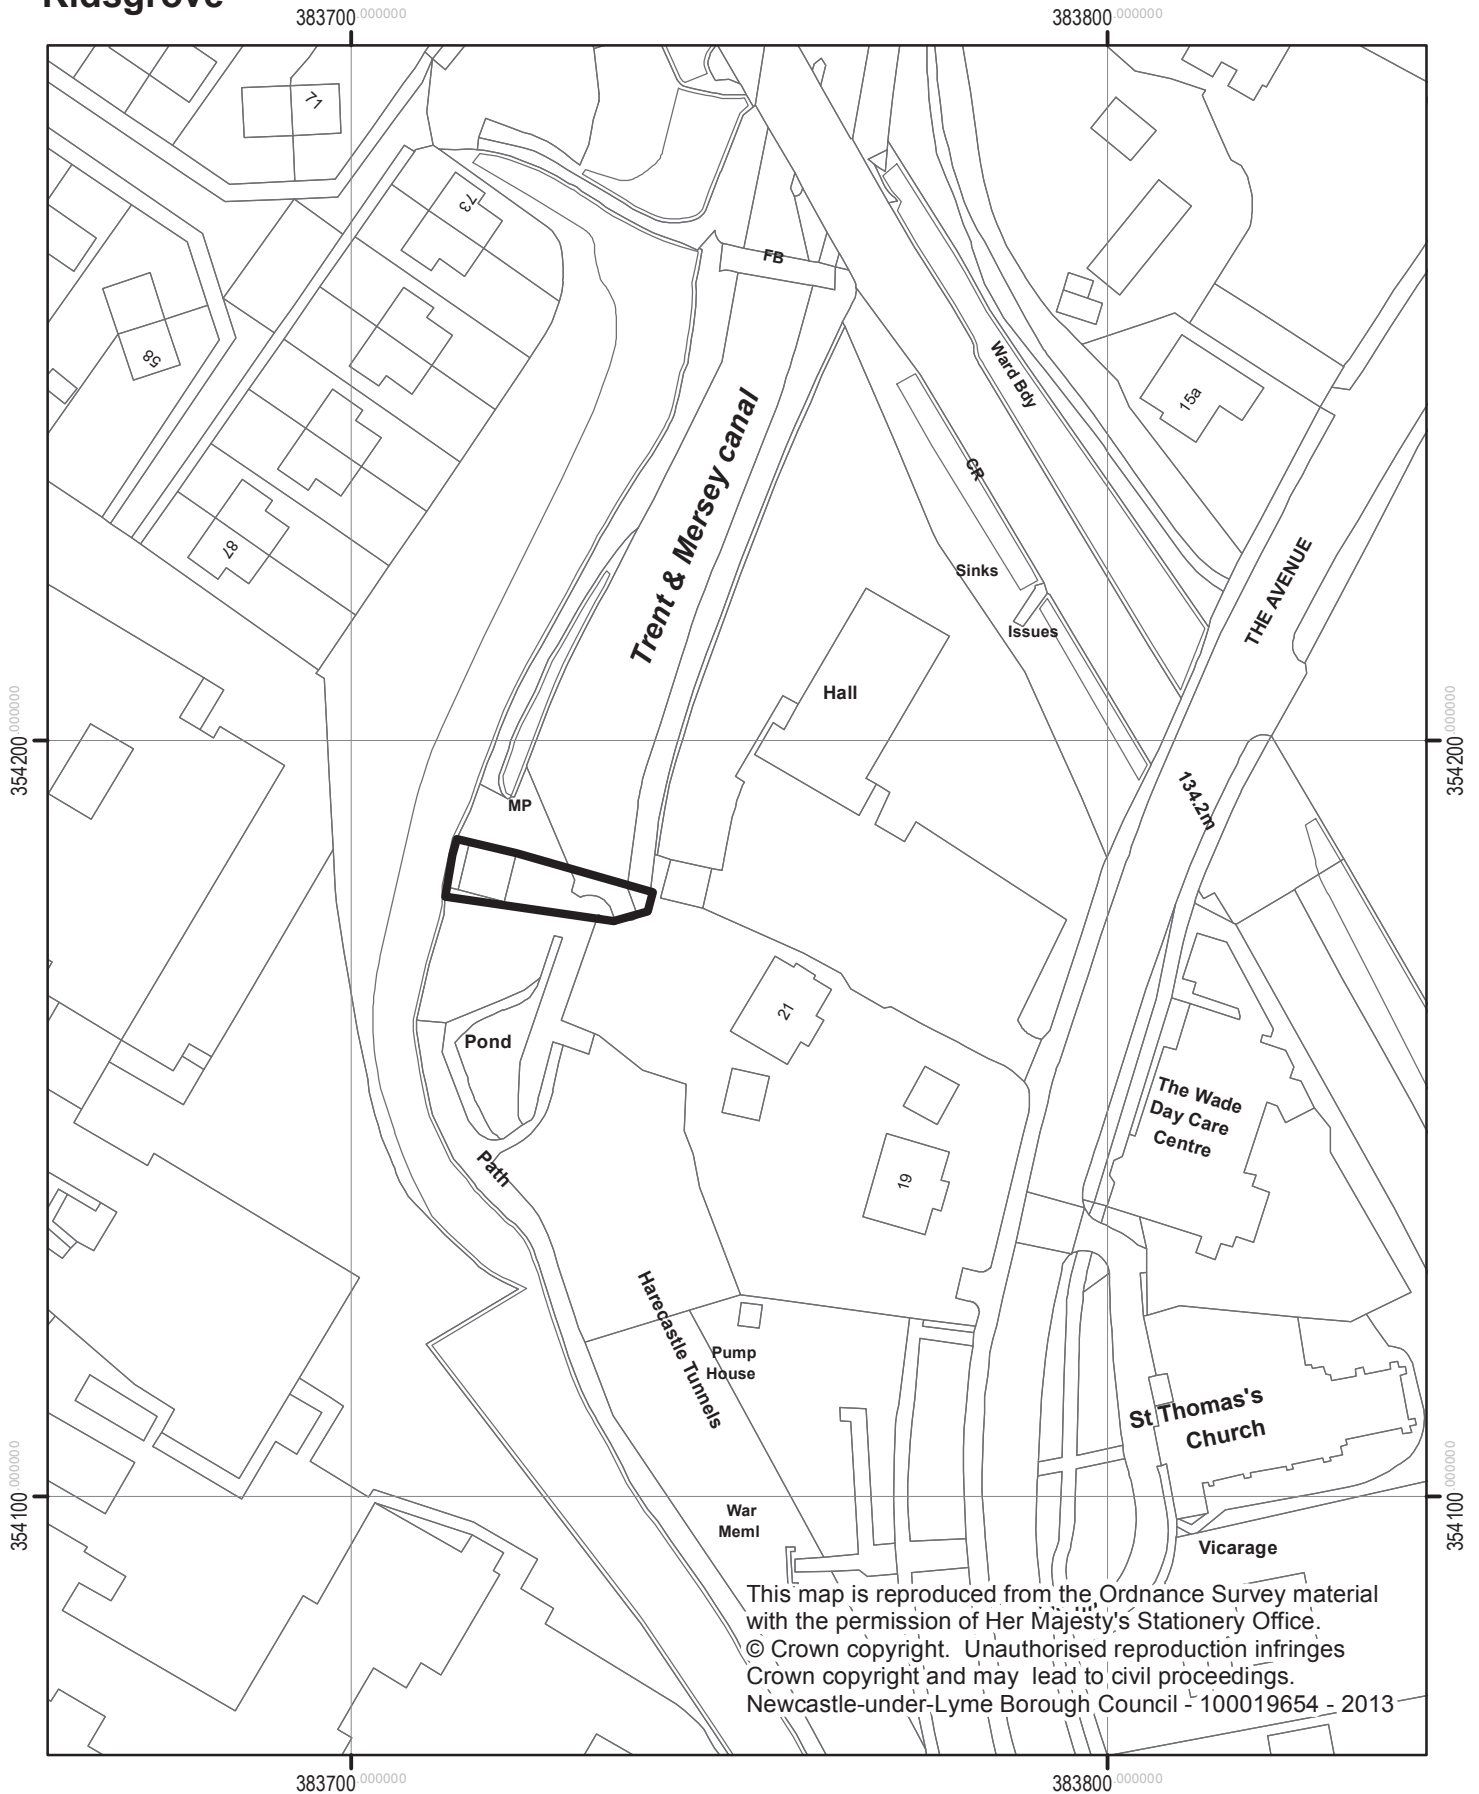 Kidsgrove
383700.000000
383800.000000
71
73
FB
58
Ward Bdy
15a
Trent & Mersey canal
CR
87
THE AVENUE
Sinks
Issues
Hall
354200.000000
354200.000000
134.2m
MP
21
Pond
The Wade
Day Care
Centre
Path
19
Harecastle Tunnels
Pump
House
St Thomas's
Church
354100.000000
354100.000000
War
Meml
Vicarage
This map is reproduced from the Ordnance Survey material
with the permission of Her Majesty's Stationery Office.
© Crown copyright. Unauthorised reproduction infringes
Crown copyright and may lead to civil proceedings.
Newcastle-under-Lyme Borough Council - 100019654 - 2013
383700.000000
383800.000000